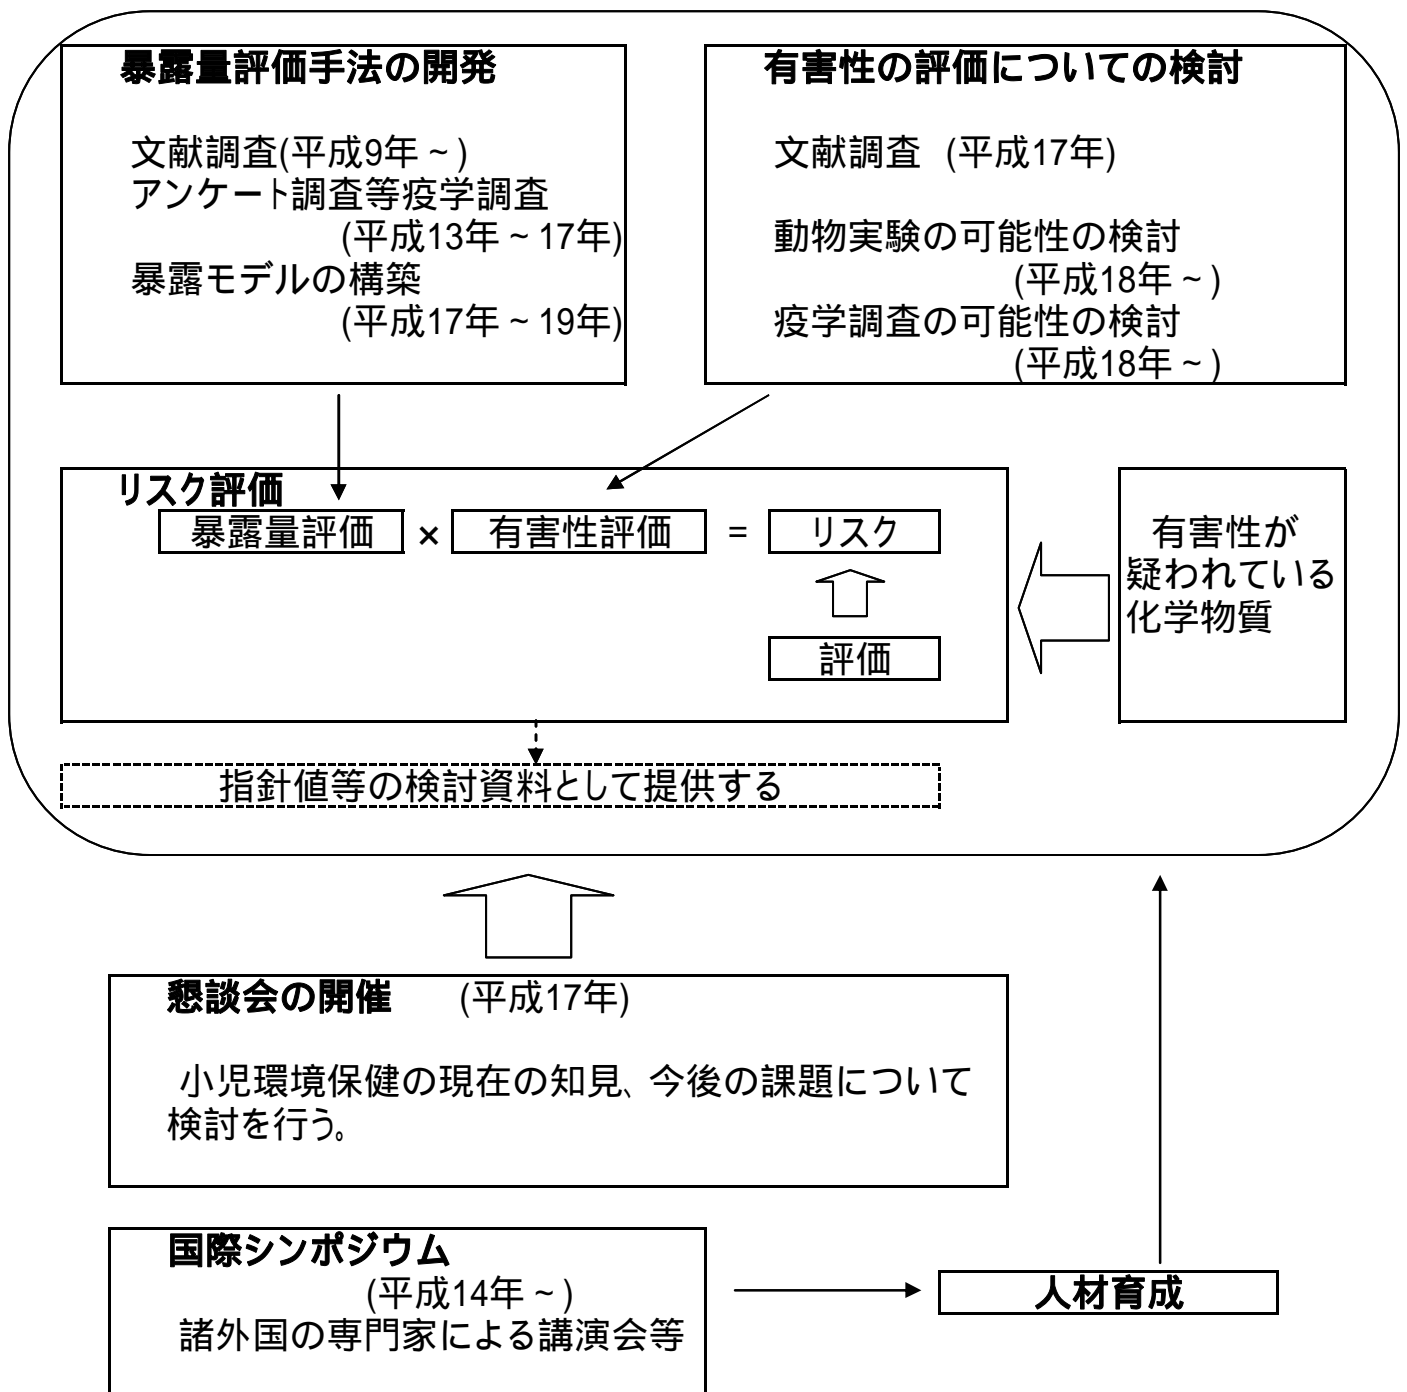 暴露量評価手法の開発
文献調査(平成9年~)
アンケート調査等疫学調査
(平成13年~17年)
暴露モデルの構築
(平成17年~19年)
有害性の評価についての検討
文献調査 (平成17年)
動物実験の可能性の検討
(平成18年~)
疫学調査の可能性の検討
(平成18年~)
リスク評価
暴露量評価 × 有害性評価 = リスク
評価
有害性が
疑われている
化学物質
指針値等の検討資料として提供する
懇談会の開催 (平成17年)
小児環境保健の現在の知見、今後の課題について
検討を行う。
国際シンポジウム
(平成14年~)
諸外国の専門家による講演会等
人材育成